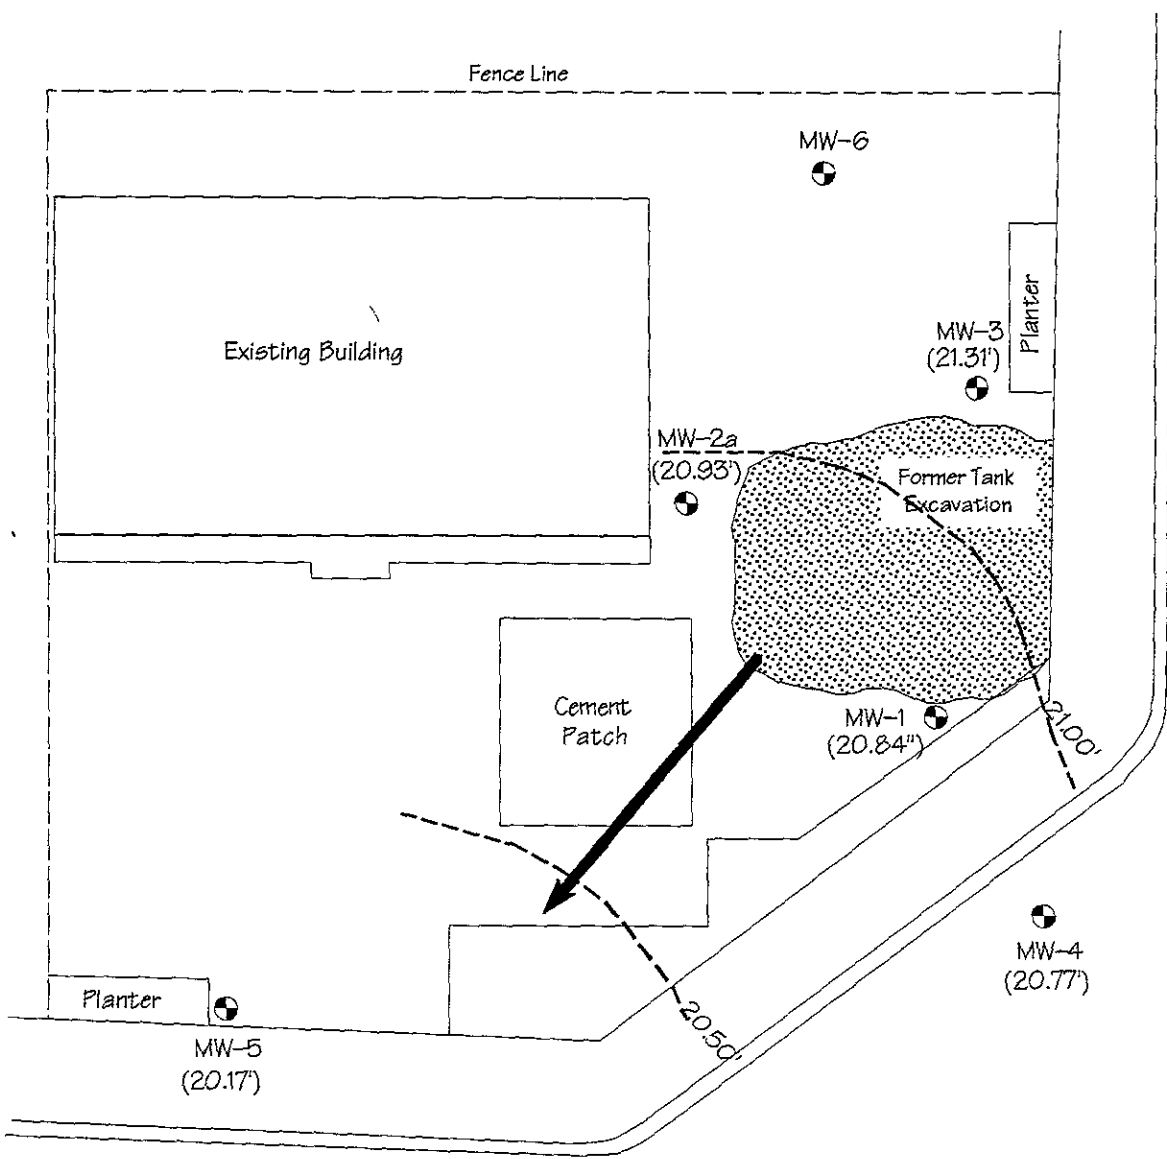 Fence Line
MW-6
Planter
MW-3
(21.31')
Existing Building
MW-2a
(20.93')
Former Tank
Excavation
Cement
Patch
MW-1
(20.84")
21.00'
MW-4
(20.77')
Planter
20.50'
MW-5
(20.17')